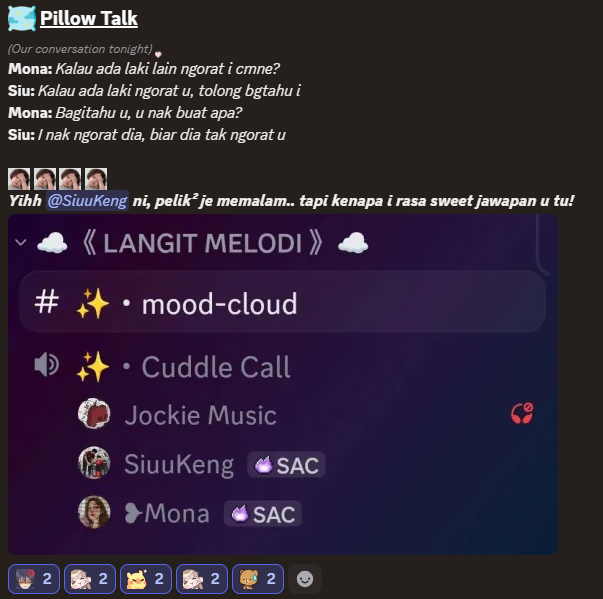 Pillow Talk
(Our conversation tonight)
Mona: Kalau ada laki lain ngorat i cmne?
Siu: Kalau ada laki ngorat u, tolong bgtahu i
Mona: Bagitahu u, u nak buat apa?
Siu: I nak ngorat dia, biar dia tak ngorat u
Yihh @SiuuKeng ni, pelik² je memalam.. tapi kenapa i rasa sweet jawapan u tu!
《 LANGIT MELODI 》
# ✨ • mood-cloud
✨ • Cuddle Call
Jockie Music
SiuuKeng SAC
❥Mona SAC
2 2 2 2 2